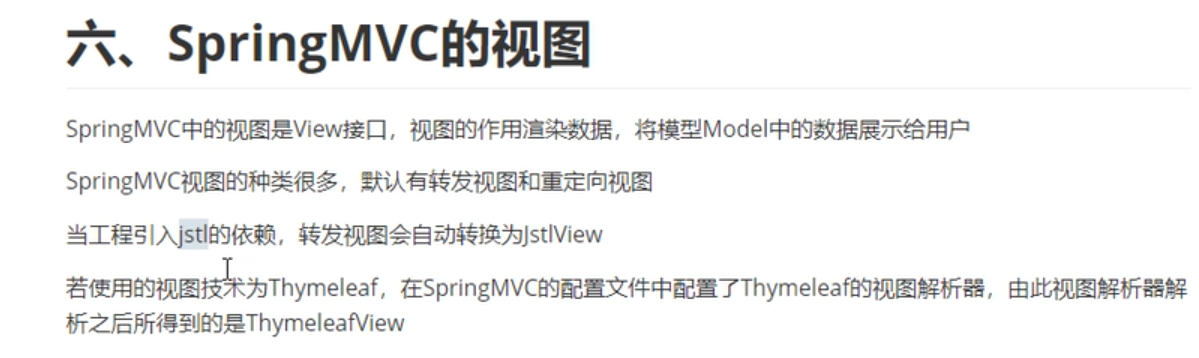 六、SpringMVC的视图
SpringMVC中的视图是View接口，视图的作用渲染数据，将模型Model中的数据展示给用户
SpringMVC视图的种类很多，默认有转发视图和重定向视图
当工程引入jstl的依赖，转发视图会自动转换为JstlView
若使用的视图技术为Thymeleaf，在SpringMVC的配置文件中配置了Thymeleaf的视图解析器，由此视图解析器解
析之后所得到的是ThymeleafView